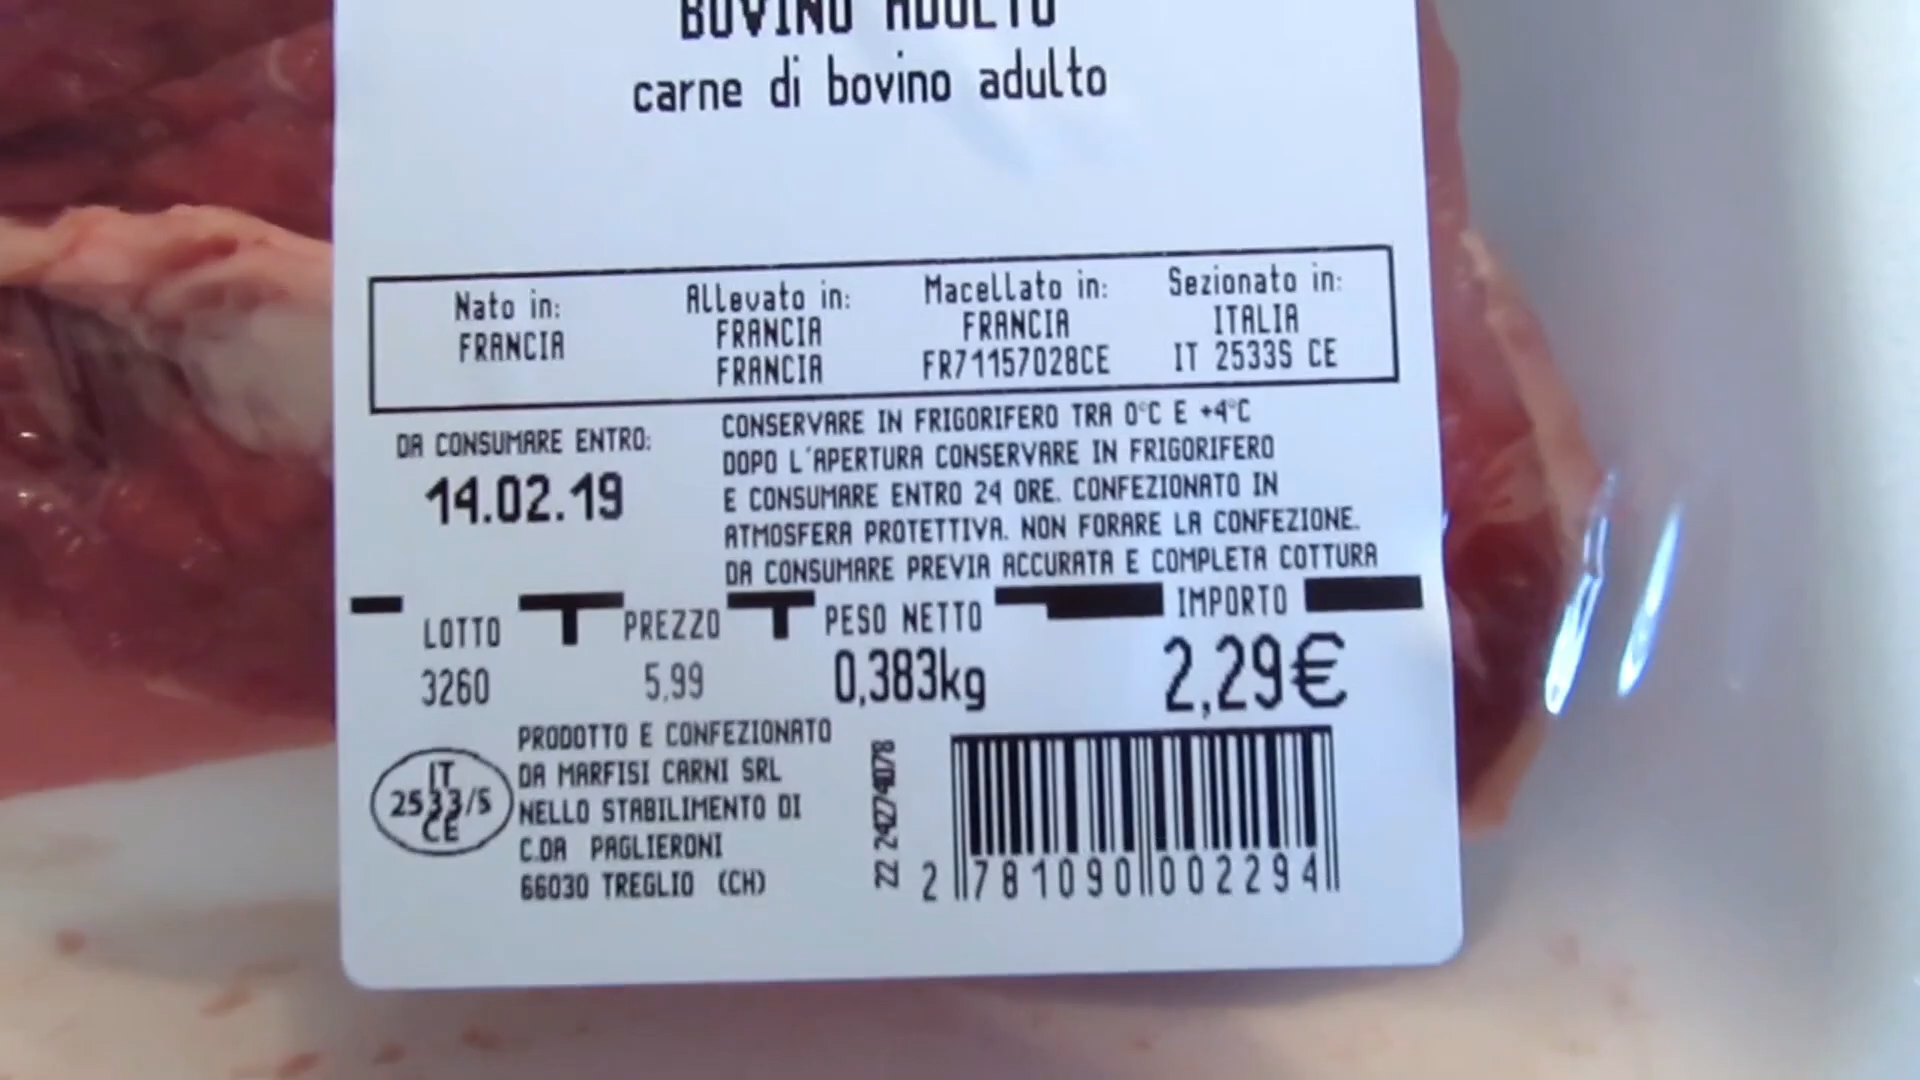 BOVINO ADULTO
carne di bovino adulto
Nato in:
FRANCIA
Allevato in:
FRANCIA
FRANCIA
Macellato in:
FRANCIA
FR71157028CE
Sezionato in:
ITALIA
IT 2533S CE
DA CONSUMARE ENTRO:
14.02.19
CONSERVARE IN FRIGORIFERO TRA 0°C E +4°C
DOPO L'APERTURA CONSERVARE IN FRIGORIFERO
E CONSUMARE ENTRO 24 ORE. CONFEZIONATO IN
ATMOSFERA PROTETTIVA. NON FORARE LA CONFEZIONE.
DA CONSUMARE PREVIA ACCURATA E COMPLETA COTTURA
LOTTO
3260
PREZZO
5,99
PESO NETTO
0,383kg
IMPORTO
2,29€
IT
2533/S
CE
PRODOTTO E CONFEZIONATO
DA MARFISI CARNI SRL
NELLO STABILIMENTO DI
C.DA PAGLIERONI
66030 TREGLIO (CH)
22 24274078
2 781090 002294